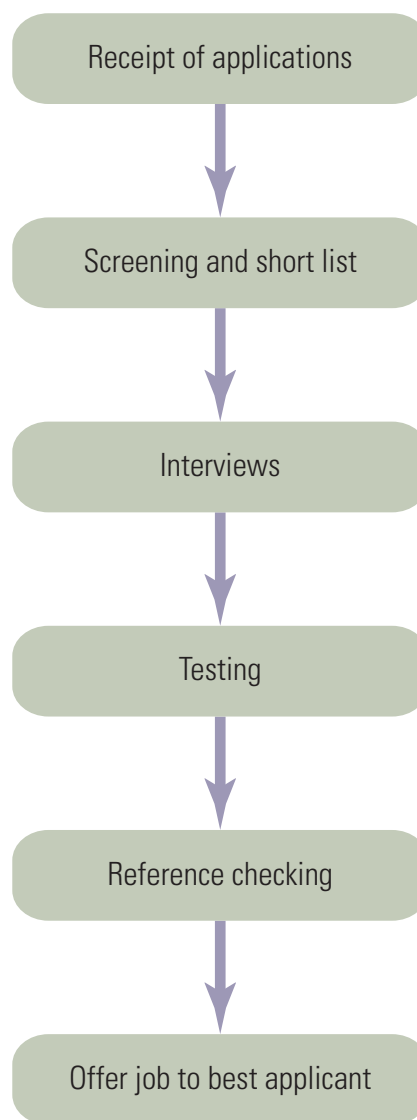 Receipt of applications
Screening and short list
Interviews
Testing
Reference checking
Offer job to best applicant